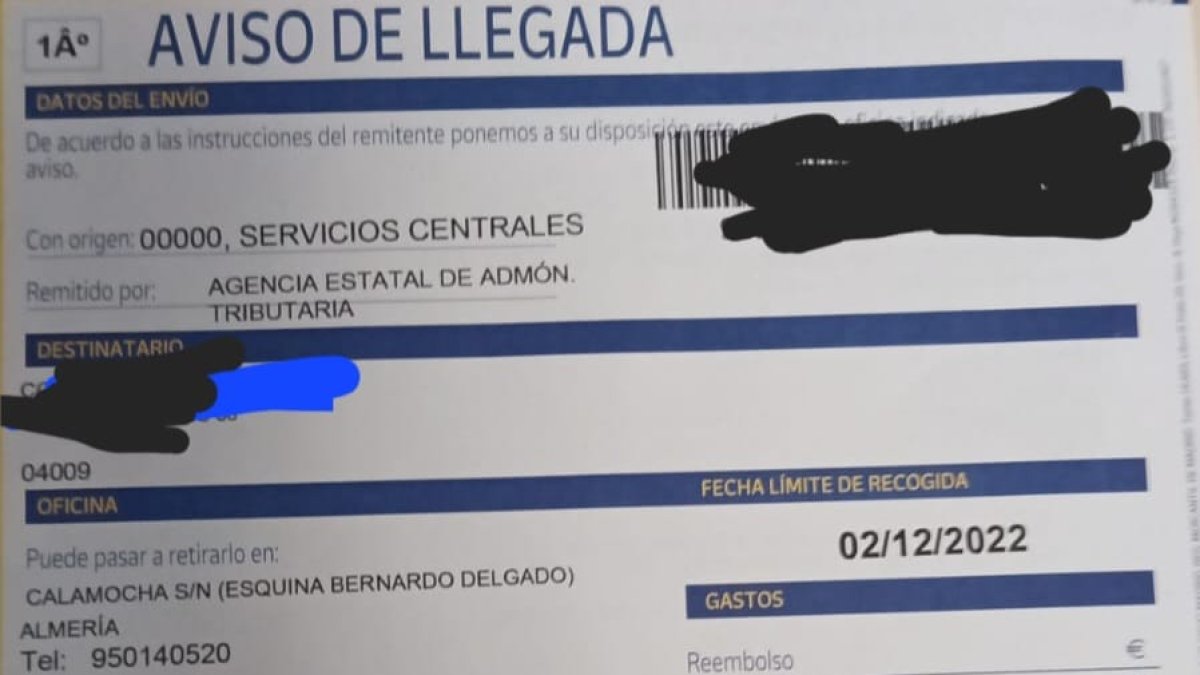 1Âº
AVISO DE LLEGADA
DATOS DEL ENVÍO
De acuerdo a las instrucciones del remitente ponemos a su disposición este
aviso.
Con origen: 00000, SERVICIOS CENTRALES
Remitido por: AGENCIA ESTATAL DE ADMÓN.
TRIBUTARIA
DESTINATARIO
04009
OFICINA
FECHA LÍMITE DE RECOGIDA
Puede pasar a retirarlo en:
02/12/2022
CALAMOCHA S/N (ESQUINA BERNARDO DELGADO)
GASTOS
ALMERÍA
Tel: 950140520
Reembolso €